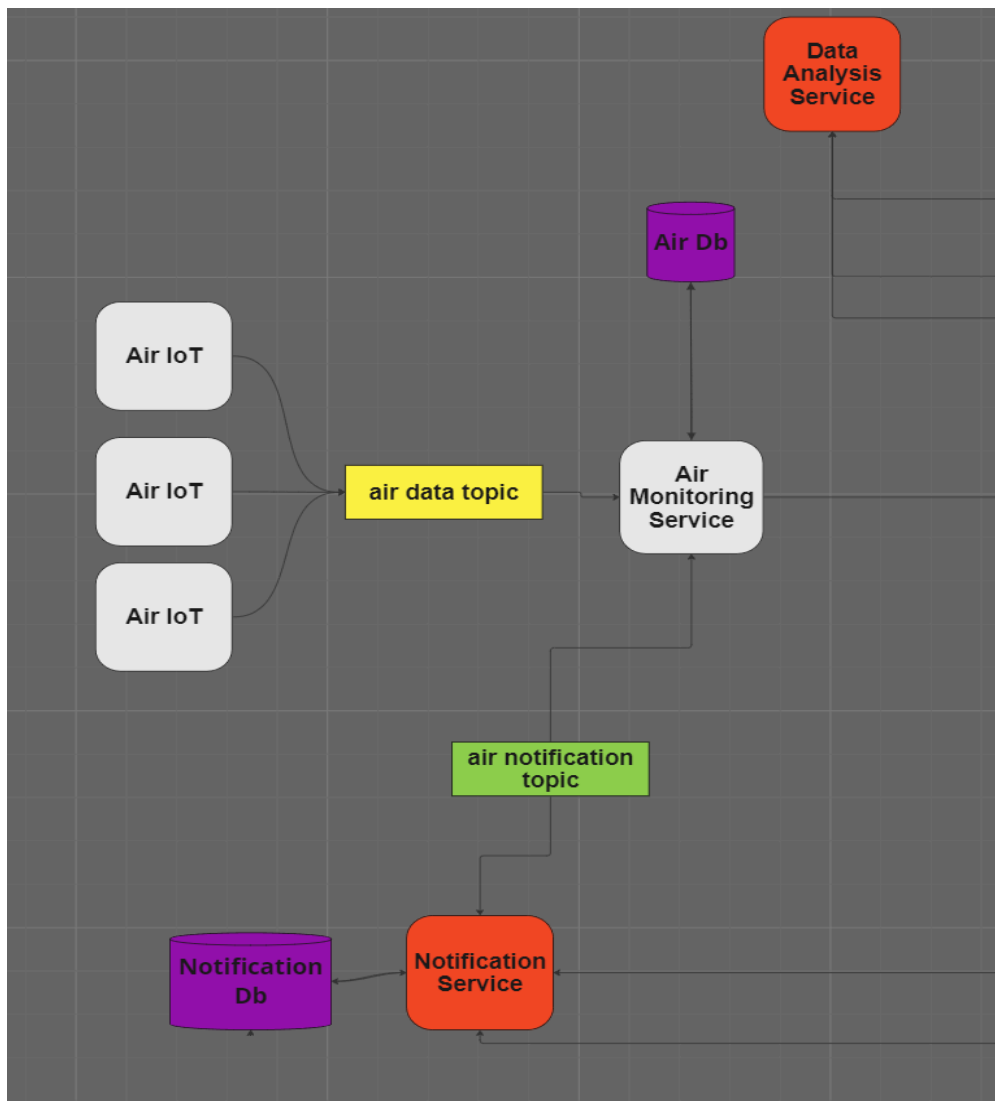 Data
Analysis
Service
Air Db
Air IoT
Air IoT
Air IoT
air data topic
Air
Monitoring
Service
air notification
topic
Notification
Db
Notification
Service